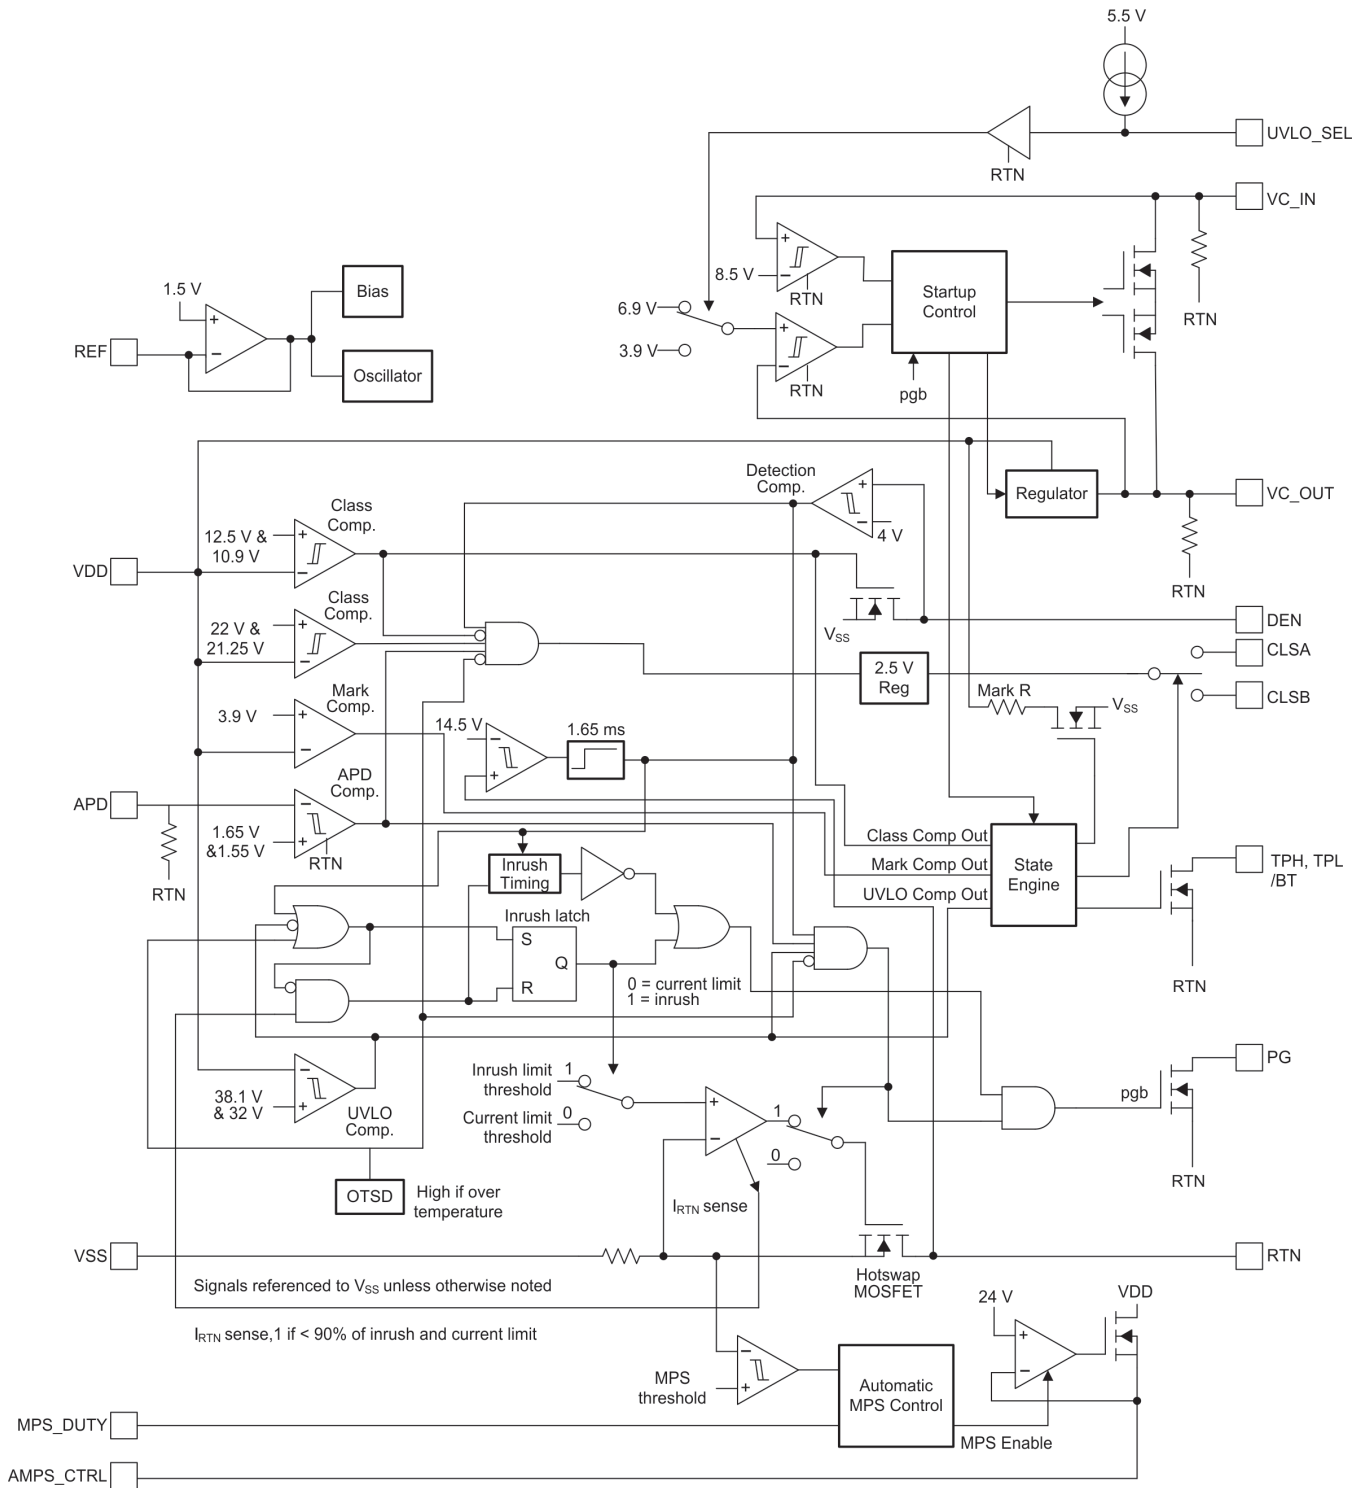 5.5 V
UVLO_SEL
RTN
VC_IN
8.5 V
RTN
Startup
Control
RTN
1.5 V
Bias
6.9 V
REF
3.9 V
Oscillator
RTN
pgb
Detection
Comp.
4 V
Regulator
VC_OUT
RTN
Class
Comp.
12.5 V &
10.9 V
VDD
Class
Comp.
22 V &
21.25 V
VSS
DEN
CLSA
2.5 V
Reg
Mark R
VSS
CLSB
Mark
Comp.
3.9 V
14.5 V
1.65 ms
APD
APD
Comp.
1.65 V
&1.55 V
RTN
RTN
Class Comp Out
Mark Comp Out
UVLO Comp Out
State
Engine
TPH, TPL
/BT
RTN
Inrush
Timing
Inrush latch
S
Q
R
0 = current limit
1 = inrush
Inrush limit
threshold
1
Current limit
threshold
0
38.1 V
& 32 V
UVLO
Comp.
1
0
pgb
PG
RTN
OTSD
High if over
temperature
IRTN sense
VSS
RTN
Signals referenced to VSS unless otherwise noted
Hotswap
MOSFET
IRTN sense,1 if < 90% of inrush and current limit
24 V
VDD
MPS
threshold
Automatic
MPS Control
MPS_DUTY
MPS Enable
AMPS_CTRL